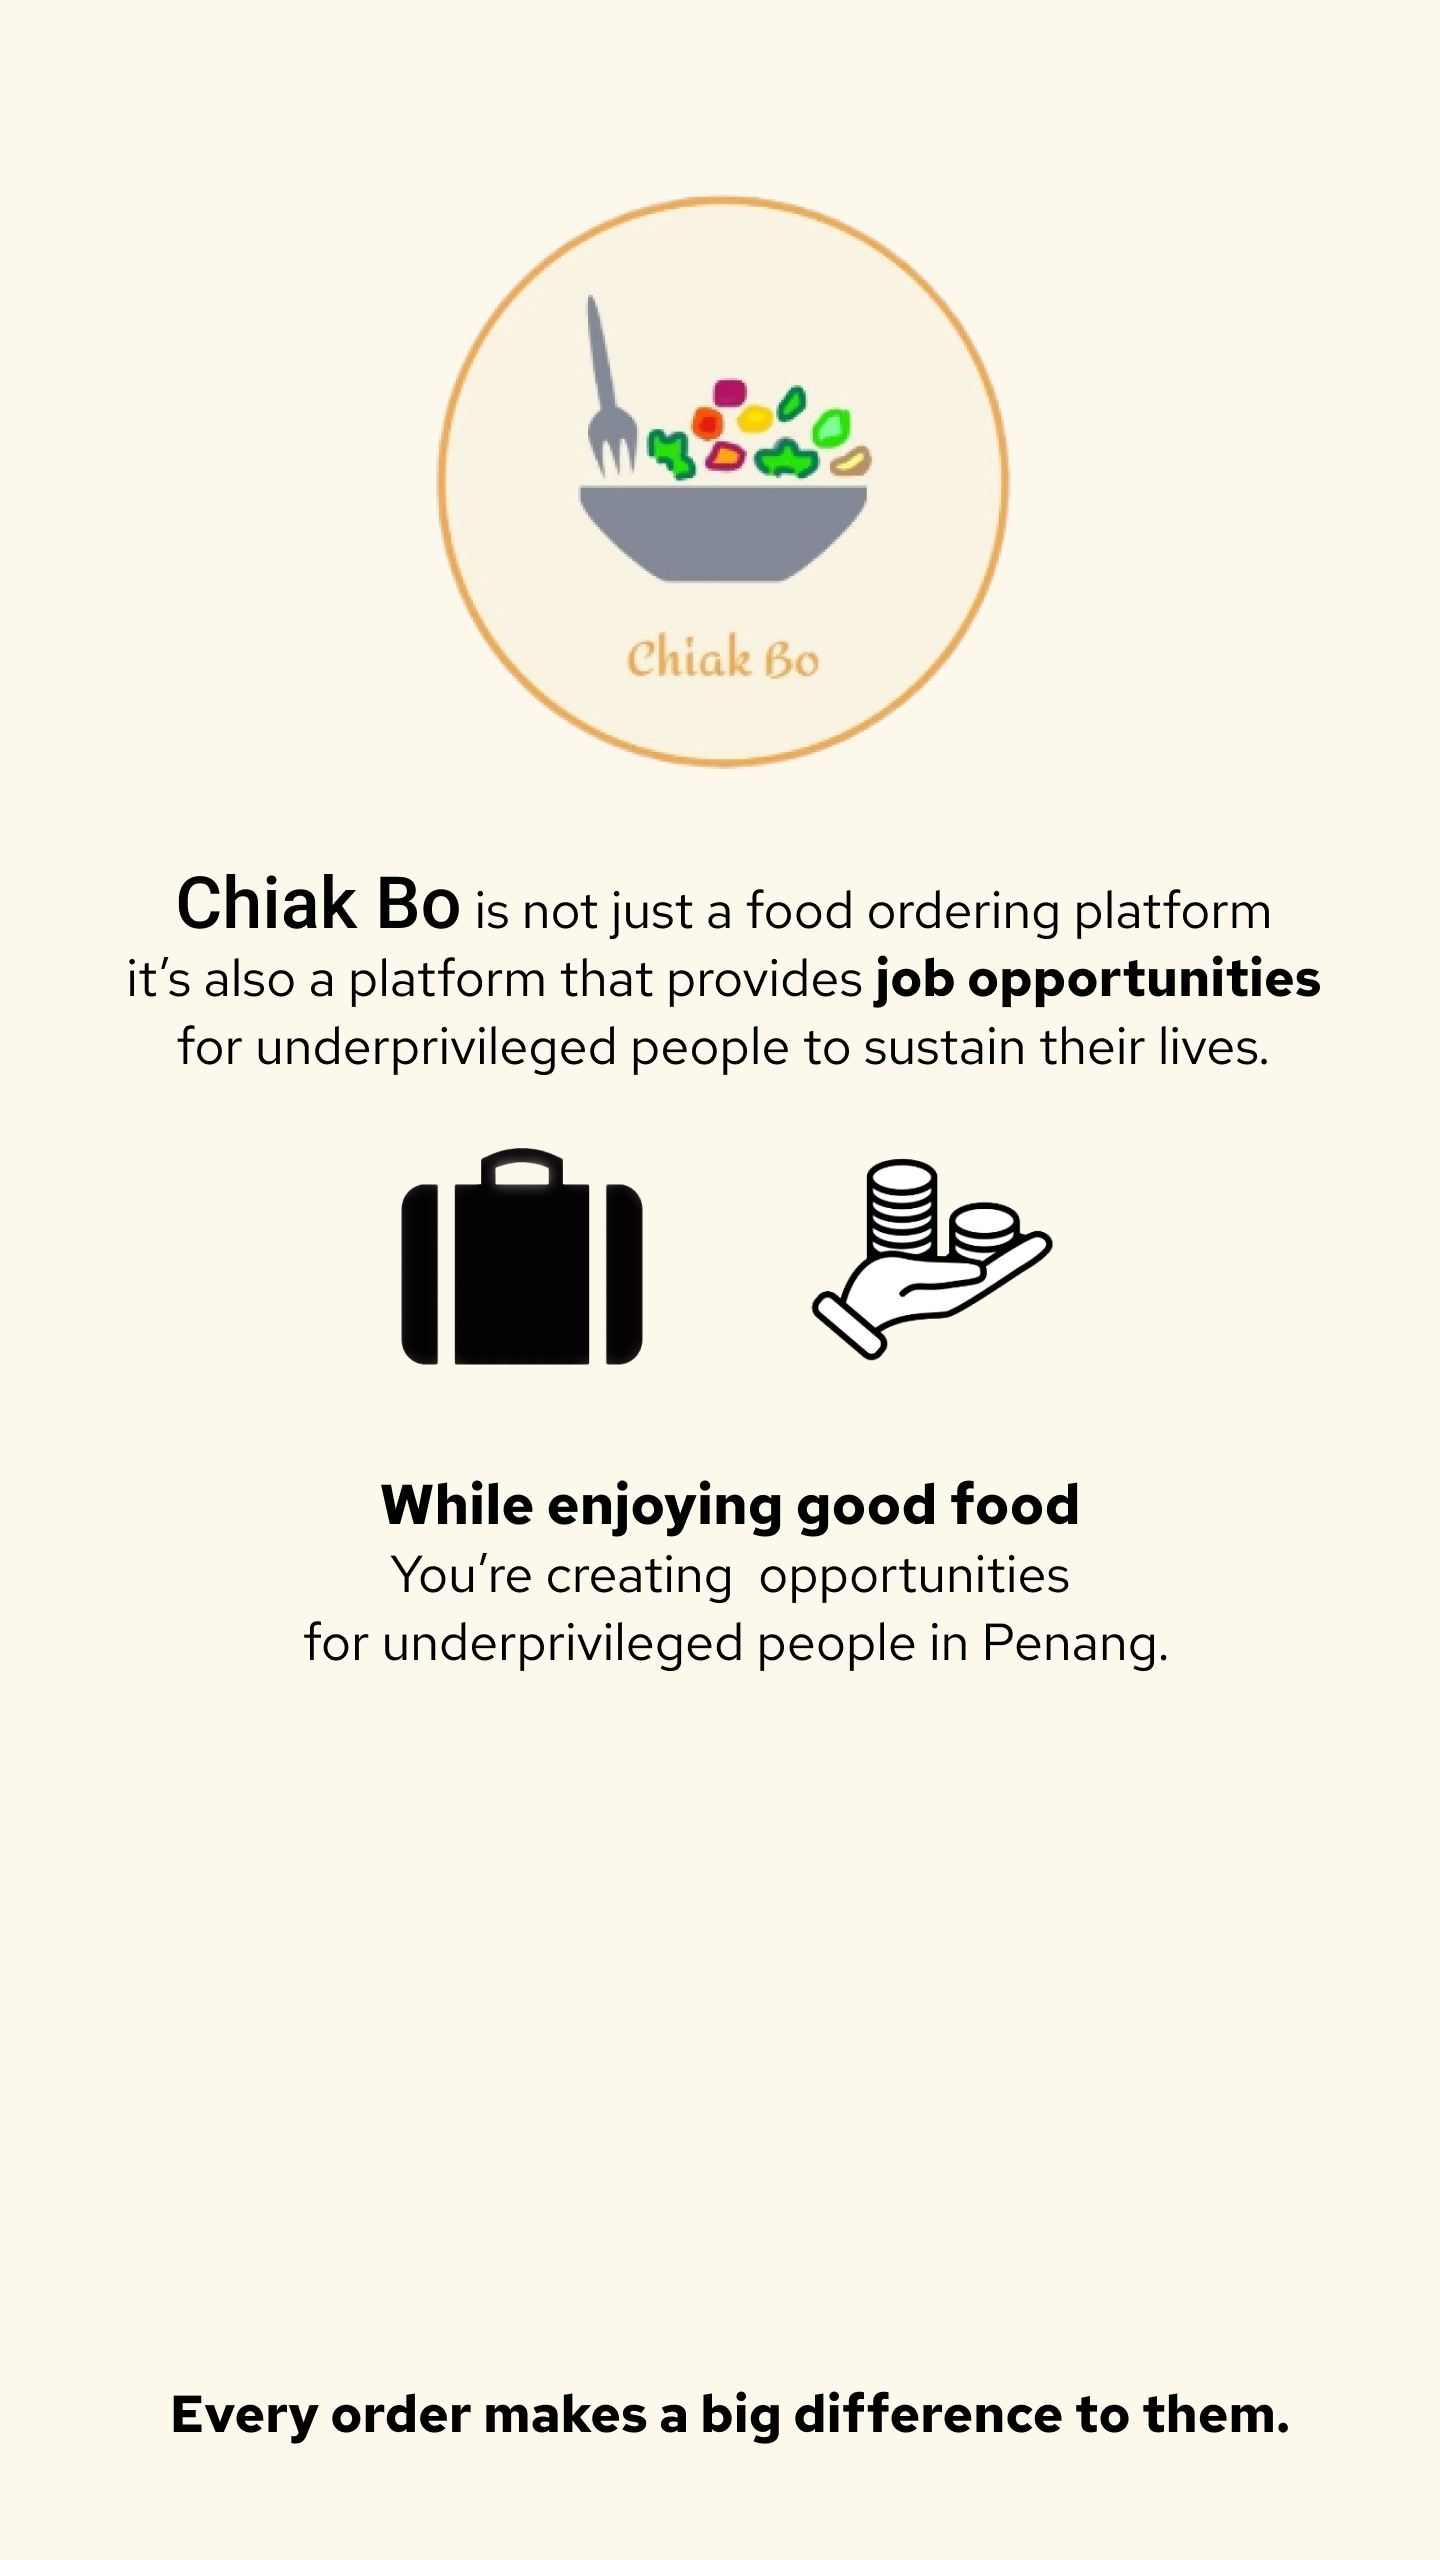 Chiak Bo
Chiak Bo is not just a food ordering platform
it’s also a platform that provides job opportunities
for underprivileged people to sustain their lives.
While enjoying good food
You’re creating  opportunities
for underprivileged people in Penang.
Every order makes a big difference to them.